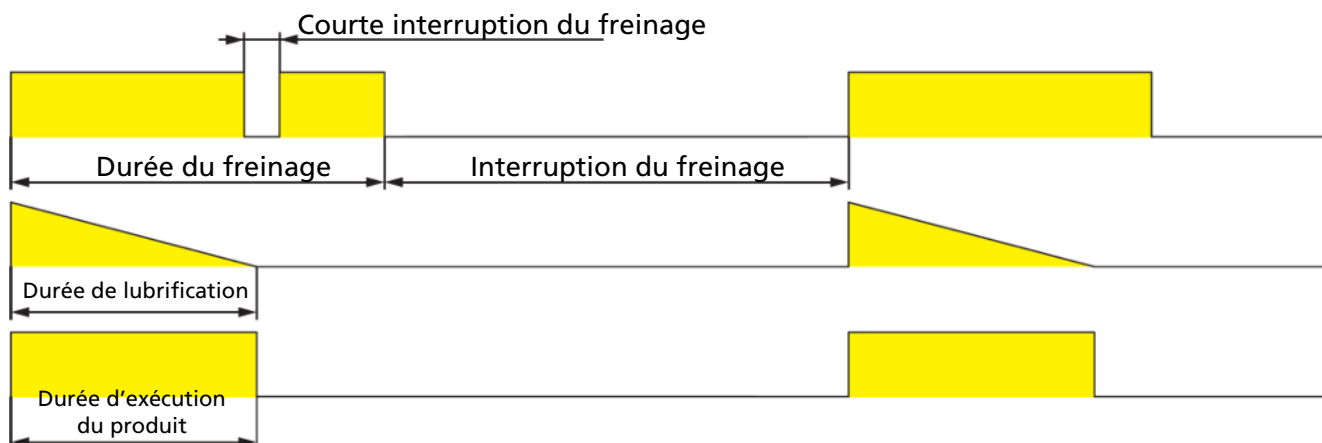 Courte interruption du freinage
Durée du freinage
Interruption du freinage
Durée de lubrification
Durée d'exécution
du produit